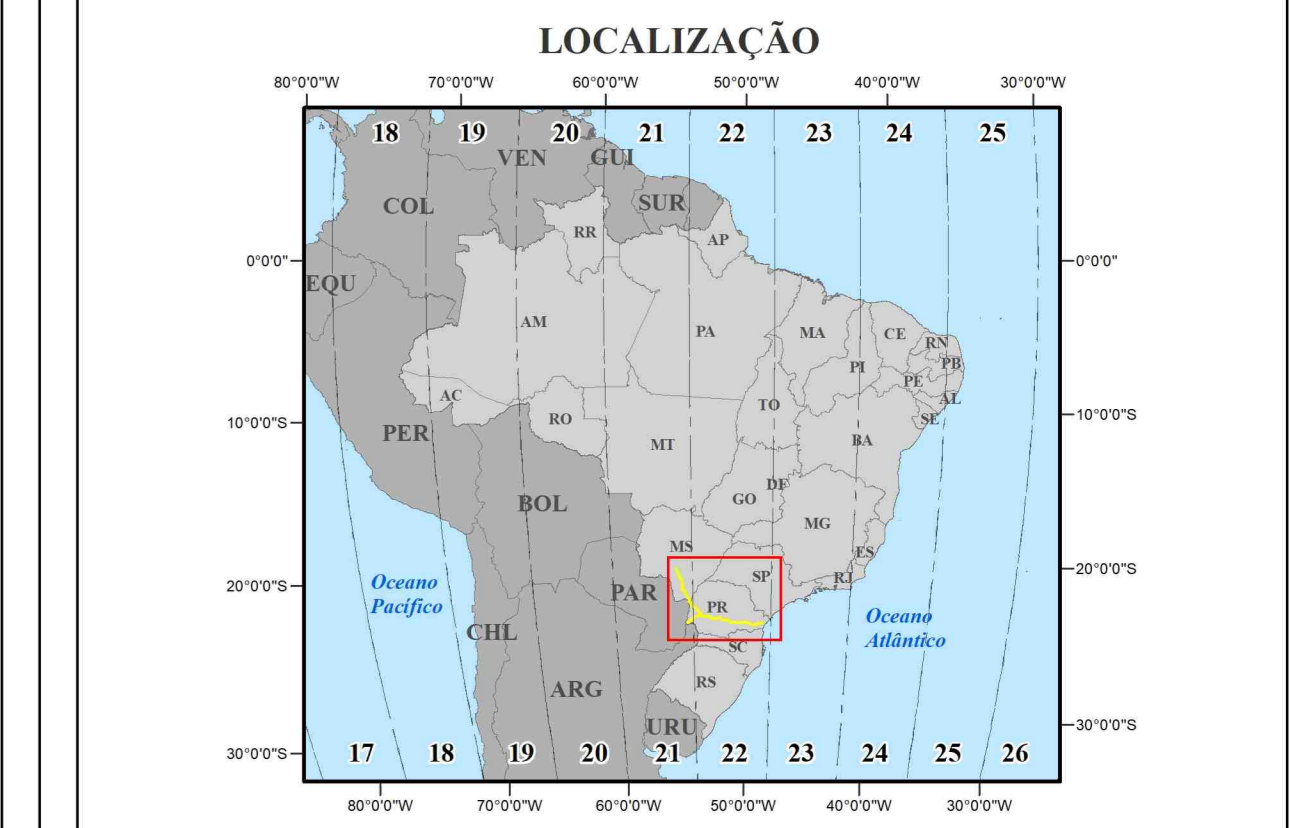 LOCALIZAÇÃO
80°0'0"W 70°0'0"W 60°0'0"W 50°0'0"W 40°0'0"W 30°0'0"W
18 19 20 21 22 23 24 25
VEN GUI
COL SUR
RR AP
0°0'0" 0°0'0"
EQU
AM PA MA CE RN
PI PB
PE
AC TO AL
RO SE
10°0'0"S 10°0'0"S
PER MT BA
BOL GO DF
MG
MS ES
SP RJ
20°0'0"S 20°0'0"S
Oceano
Pacífico
PAR PR
Oceano
Atlântico
CHL SC
ARG RS
URU
30°0'0"S 30°0'0"S
17 18 19 20 21 22 23 24 25 26
80°0'0"W 70°0'0"W 60°0'0"W 50°0'0"W 40°0'0"W 30°0'0"W